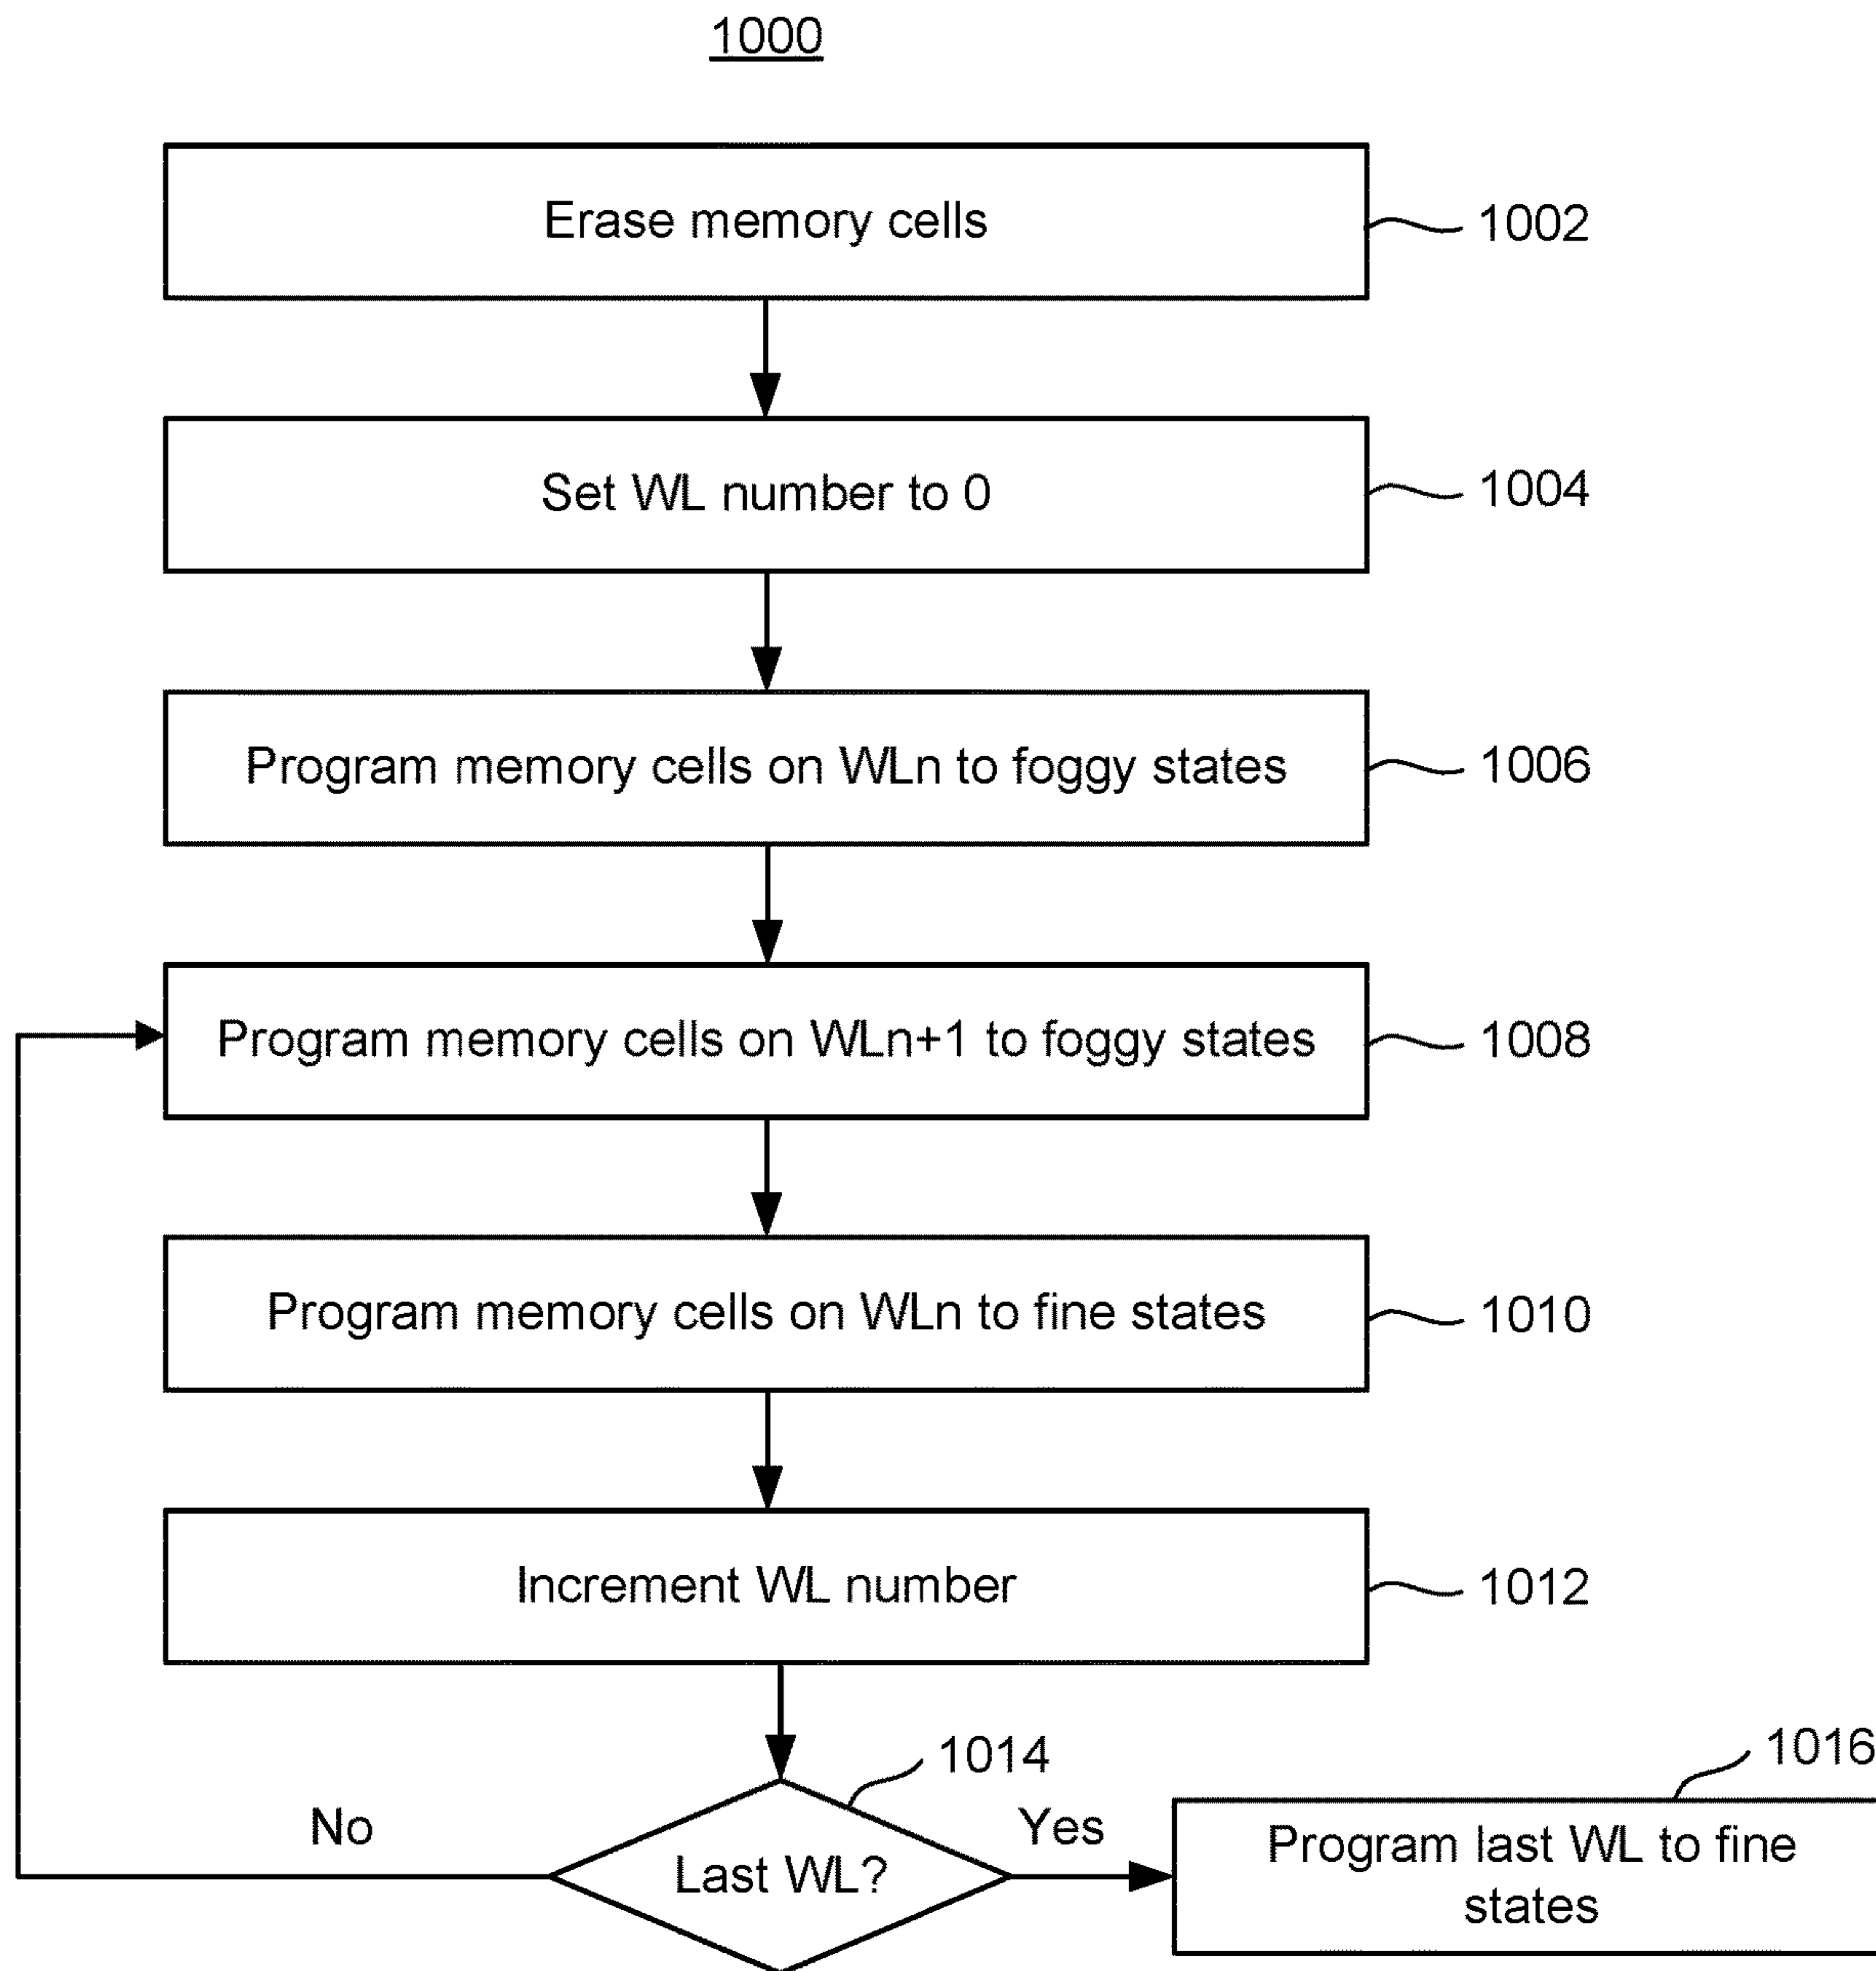 1000
Erase memory cells
1002
Set WL number to 0
1004
Program memory cells on WLn to foggy states
1006
Program memory cells on WLn+1 to foggy states
1008
Program memory cells on WLn to fine states
1010
Increment WL number
1012
1014
1016
No
Last WL?
Yes
Program last WL to fine
states